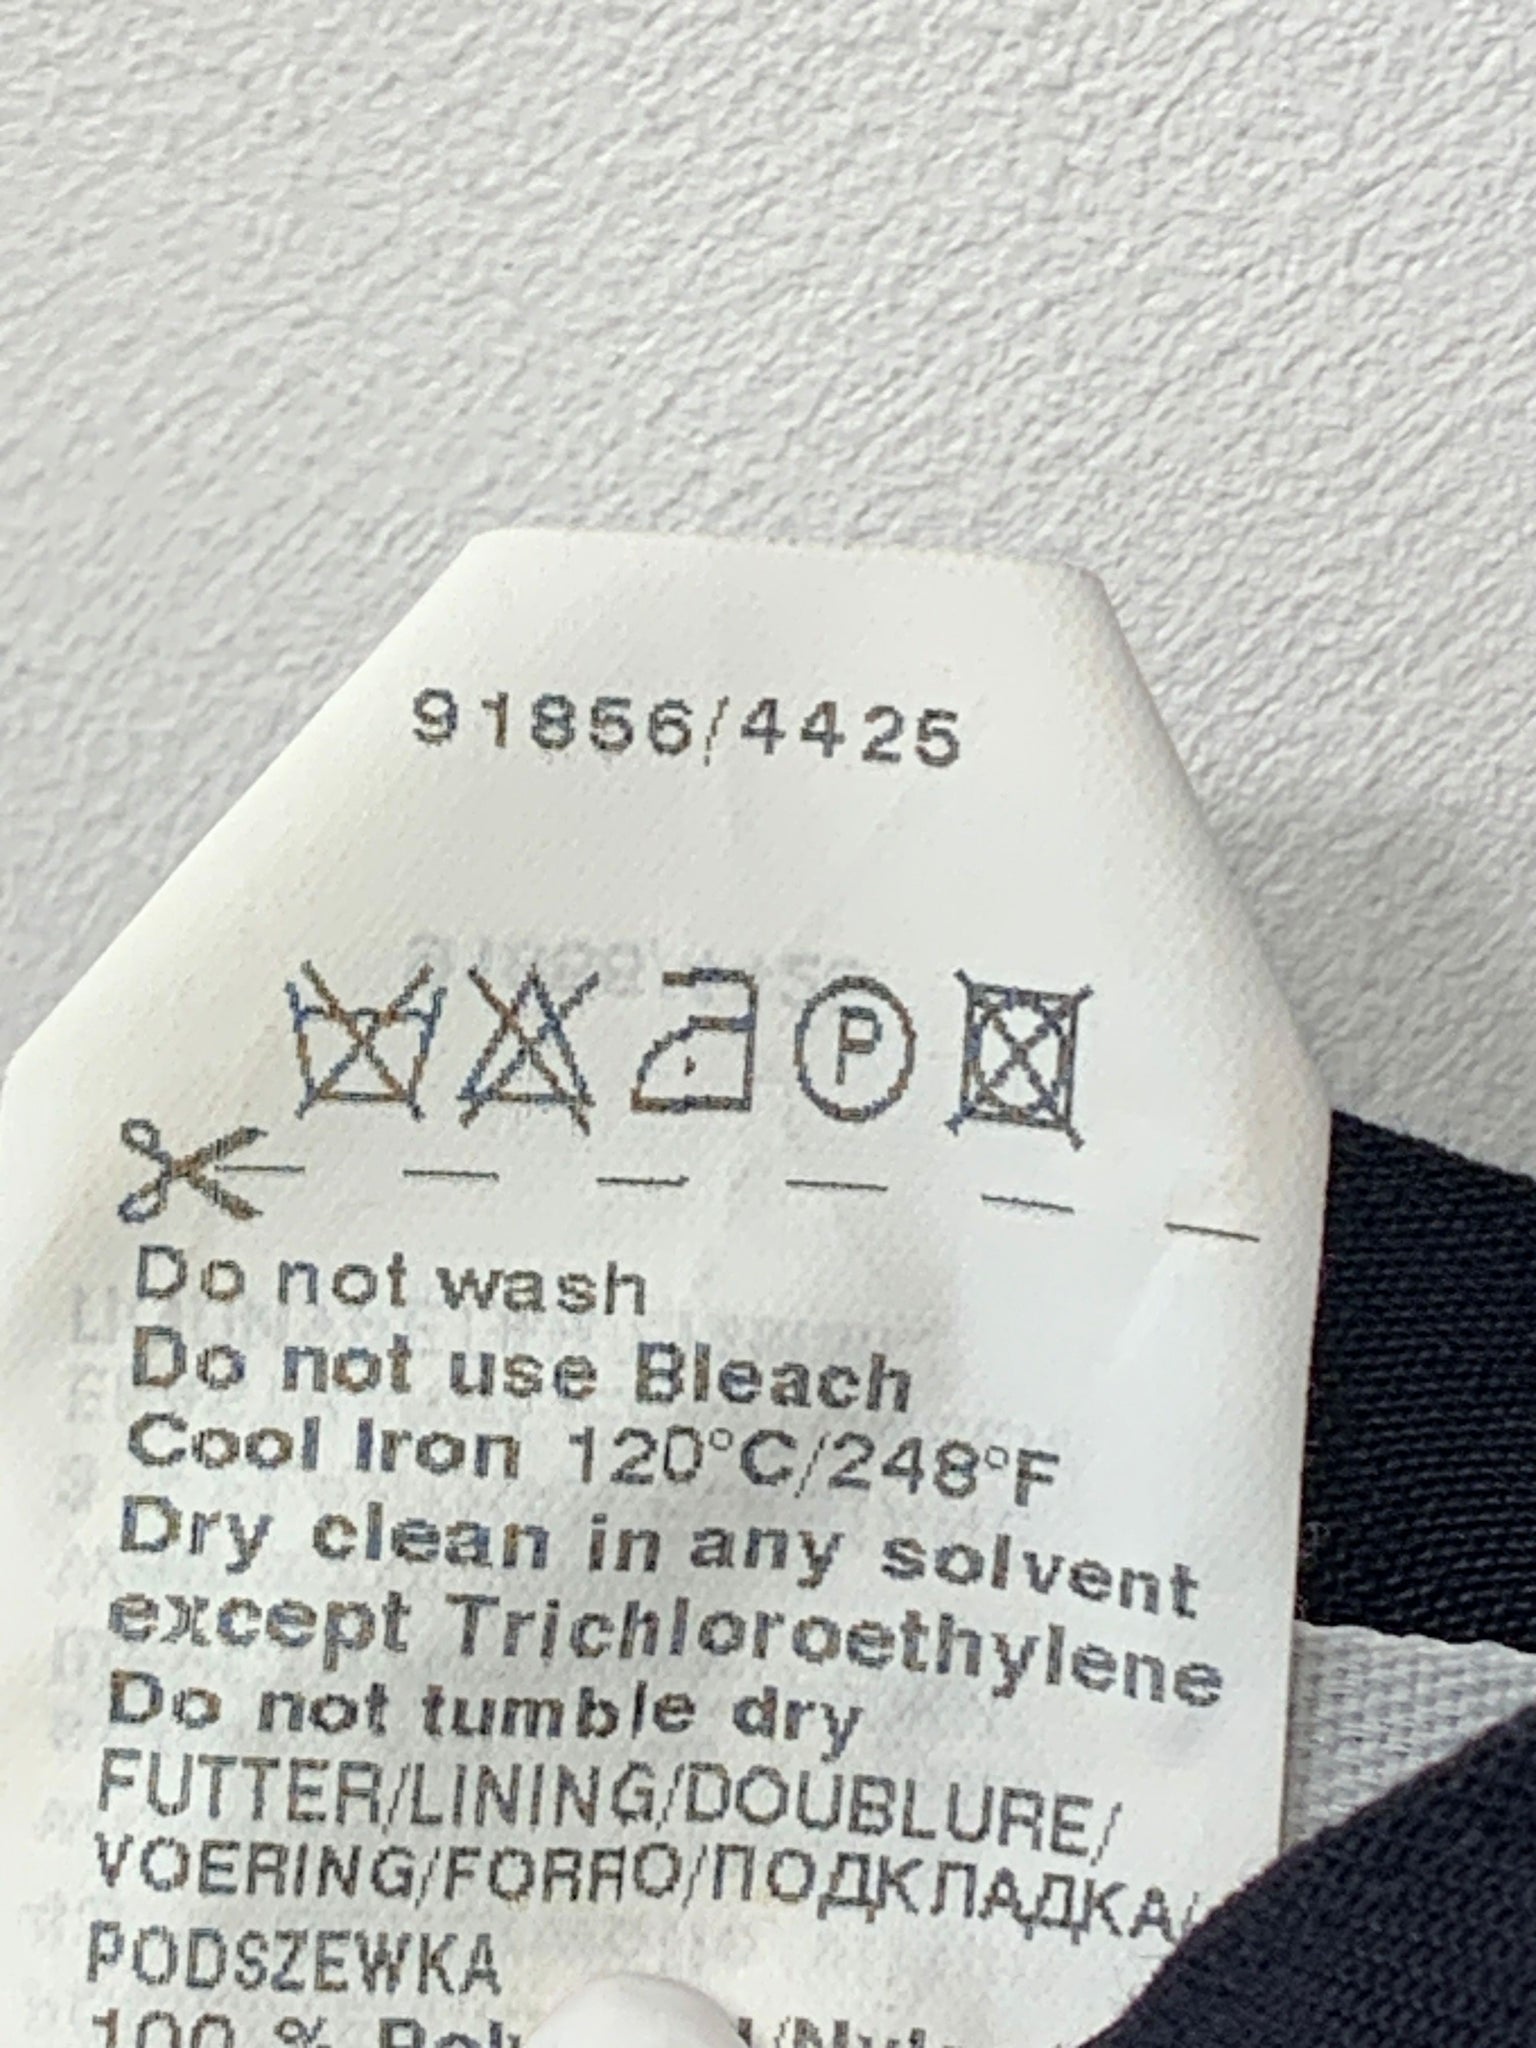 91856/4425
P
Do not wash
Do not use Bleach
Cool Iron 120°C/248°F
Dry clean in any solvent
except Trichloroethylene
Do not tumble dry
FUTTER/LINING/DOUBLURE/
VOERING/FORRO/ПОДКЛАДКА/
PODSZEWKA
100 %